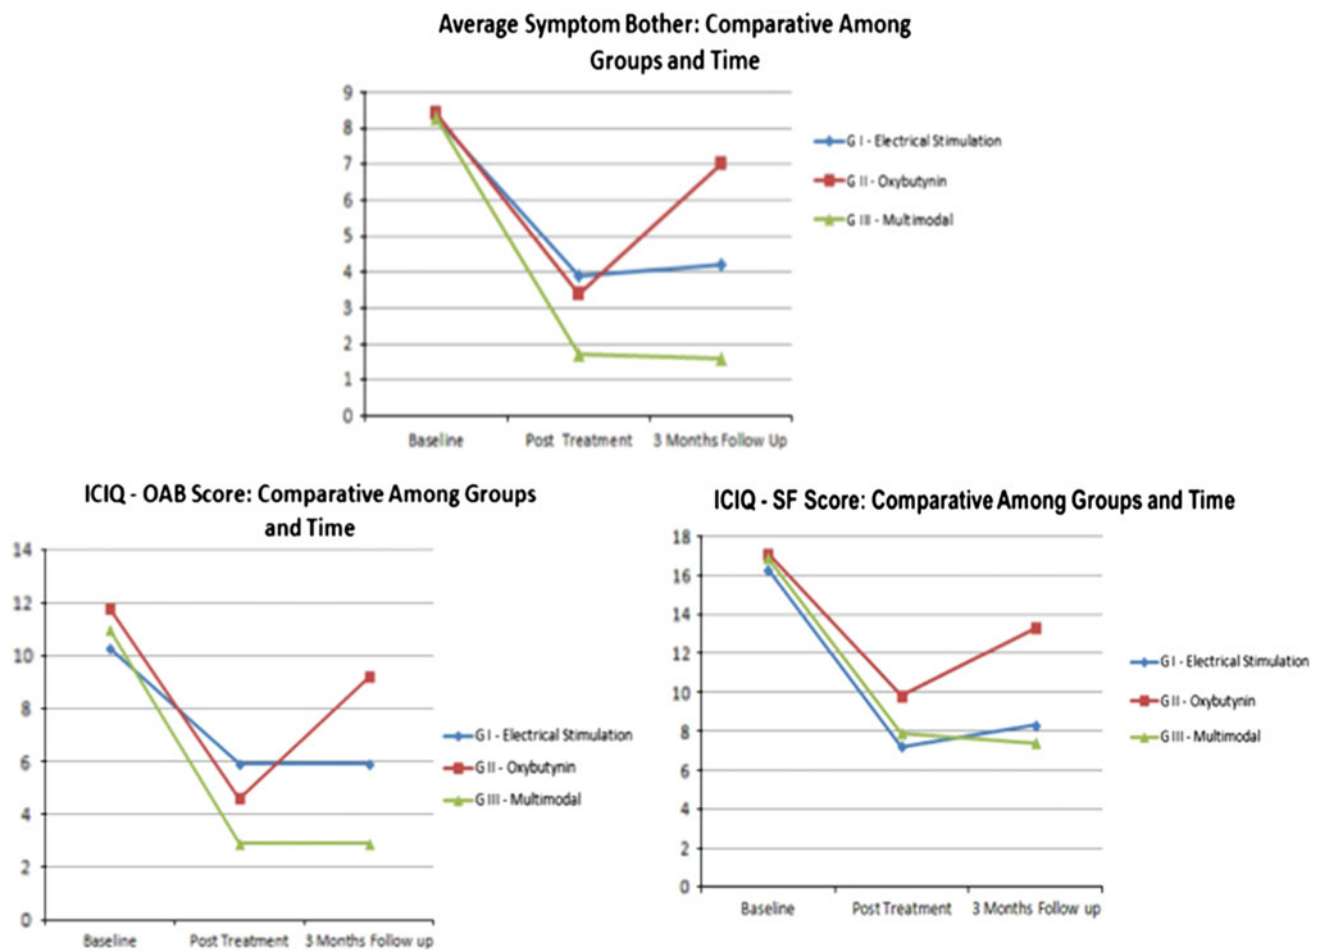 Average Symptom Bother: Comparative Among
Groups and Time
9
8
7
6
5
4
3
2
1
0
Baseline
Post Treatment
3 Months Follow Up
G I - Electrical Stimulation
G II - Oxybutynin
G III - Multimodal
ICIQ - OAB Score: Comparative Among Groups
and Time
14
12
10
8
6
4
2
0
Baseline
Post Treatment
3 Months Follow up
G I - Electrical Stimulation
G II - Oxybutynin
G III - Multimodal
ICIQ - SF Score: Comparative Among Groups and Time
18
16
14
12
10
8
6
4
2
0
Baseline
Post Treatment
3 Months Follow up
G I - Electrical Stimulation
G II - Oxybutynin
G III - Multimodal